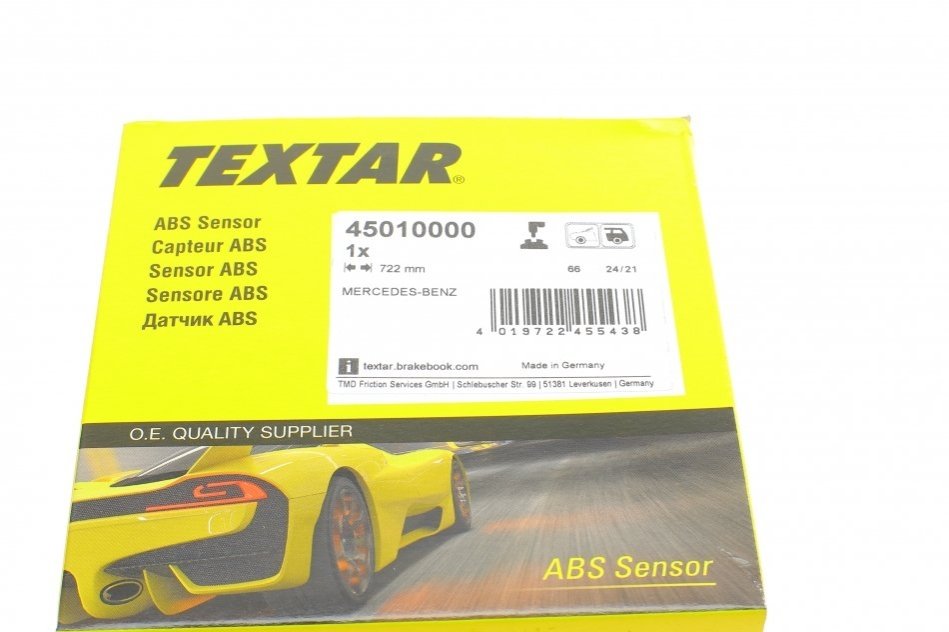 TEXTAR®
ABS Sensor
Capteur ABS
Sensor ABS
Sensore ABS
Датчик ABS
45010000
1x
722 mm
66 24/21
MERCEDES-BENZ
4 019722 455438
i textar.brakebook.com Made in Germany
TMD Friction Services GmbH | Schlebuscher Str 99 | 51381 Leverkusen | Germany
O.E. QUALITY SUPPLIER
ABS Sensor